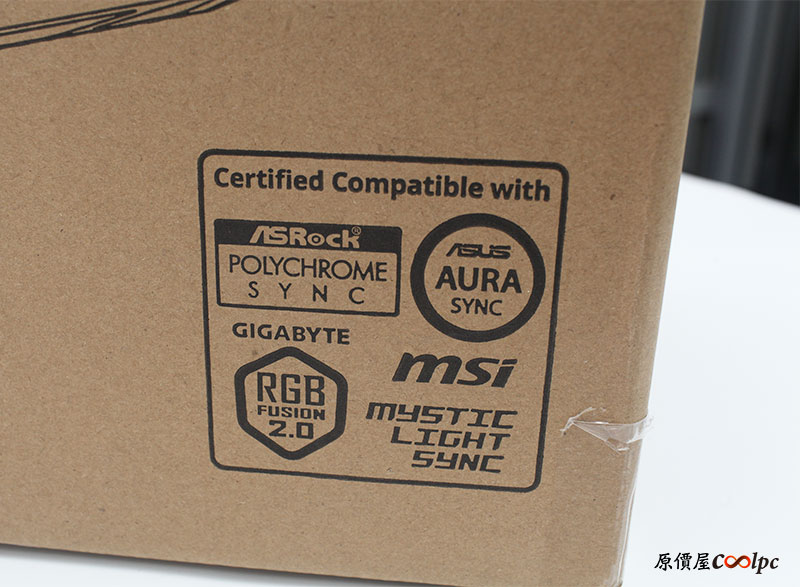 Certified Compatible with
ASRock®
POLYCHROME
SYNC
ASUS
AURA
SYNC
GIGABYTE
RGB
FUSION
2.0
msi
MYSTIC
LIGHT
SYNC
原價屋Coolpc